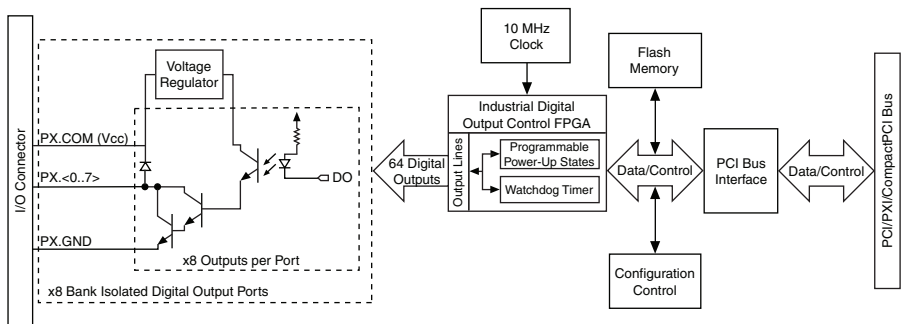 I/O Connector
Voltage
Regulator
PX.COM (Vcc)
PX.<0..7>
PX.GND
DO
x8 Outputs per Port
x8 Bank Isolated Digital Output Ports
64 Digital
Outputs
10 MHz
Clock
Industrial Digital
Output Control FPGA
Output Lines
Programmable
Power-Up States
Watchdog Timer
Flash
Memory
Data/Control
Configuration
Control
PCI Bus
Interface
Data/Control
PCI/PXI/CompactPCI Bus